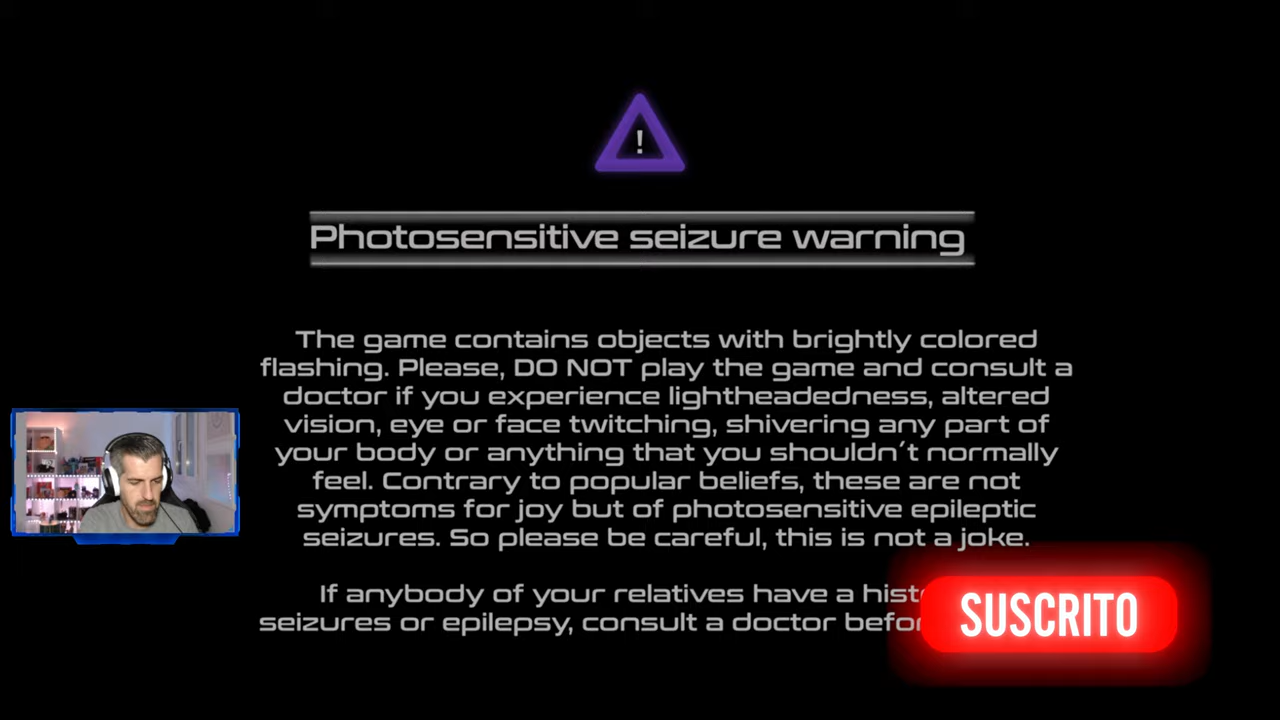 !
Photosensitive seizure warning
The game contains objects with brightly colored
flashing. Please, DO NOT play the game and consult a
doctor if you experience lightheadedness, altered
vision, eye or face twitching, shivering any part of
your body or anything that you shouldn´t normally
feel. Contrary to popular beliefs, these are not
symptoms for joy but of photosensitive epileptic
seizures. So please be careful, this is not a joke.
If anybody of your relatives have a
seizures or epilepsy, consult a doctor
SUSCRITO